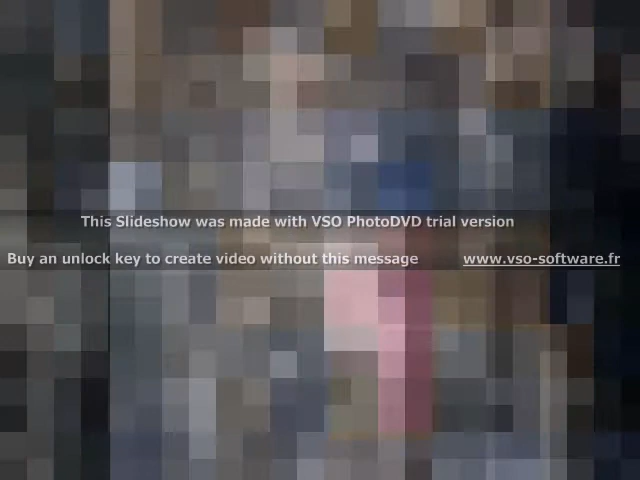 This Slideshow was made with VSO PhotoDVD trial version
Buy an unlock key to create video without this message www.vso-software.fr